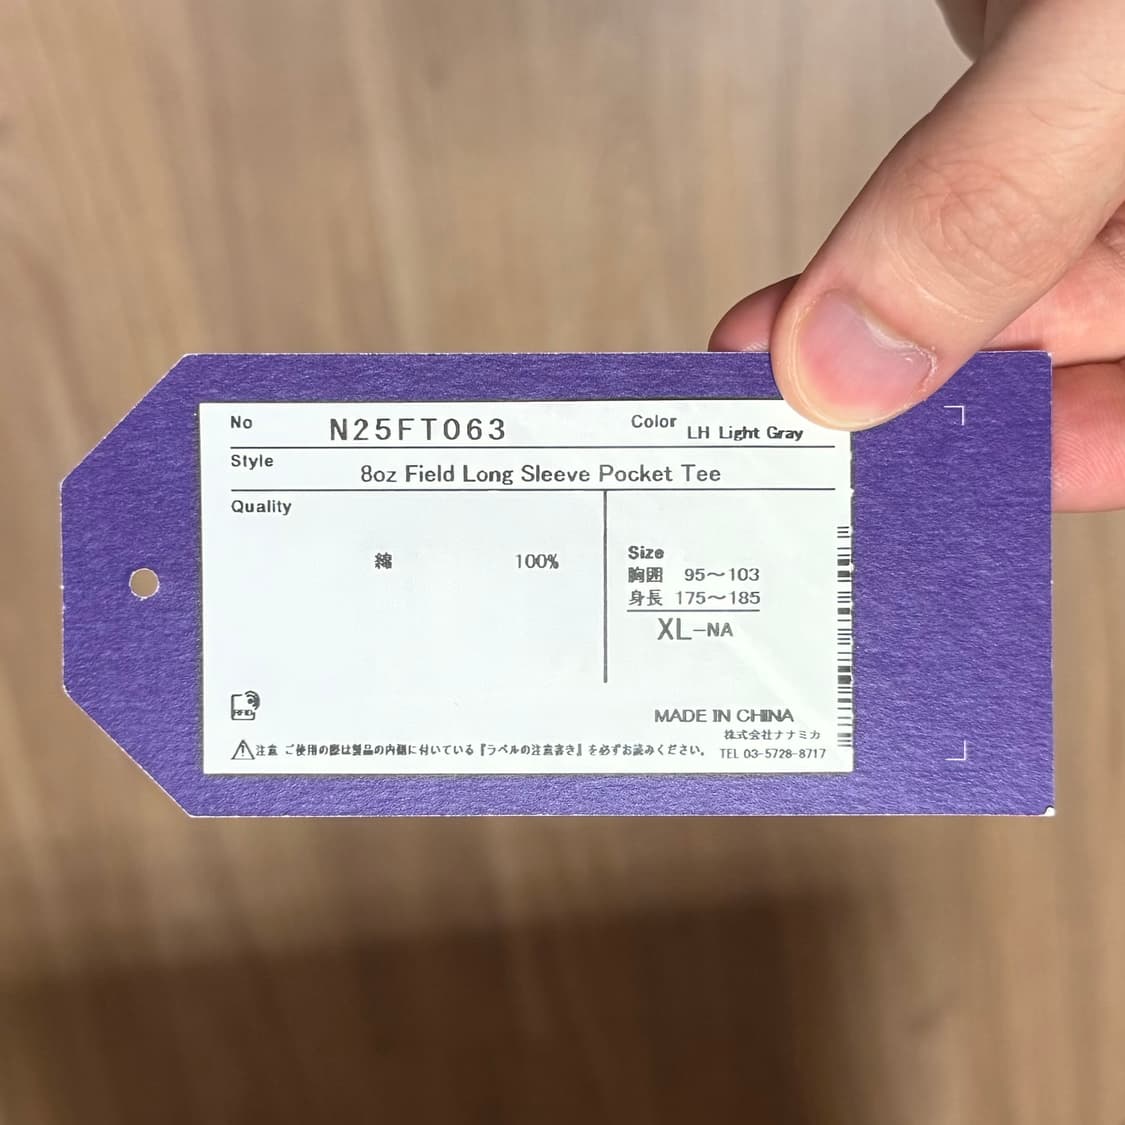 No N25FT063 Color LH Light Gray
Style 8oz Field Long Sleeve Pocket Tee
Quality
綿 100%
Size
胸囲 95〜103
身長 175〜185
XL-NA
RFID
MADE IN CHINA
株式会社ナナミカ
注意 ご使用の際は製品の内側に付いている『ラベルの注意書き』を必ずお読みください。
TEL 03-5728-8717